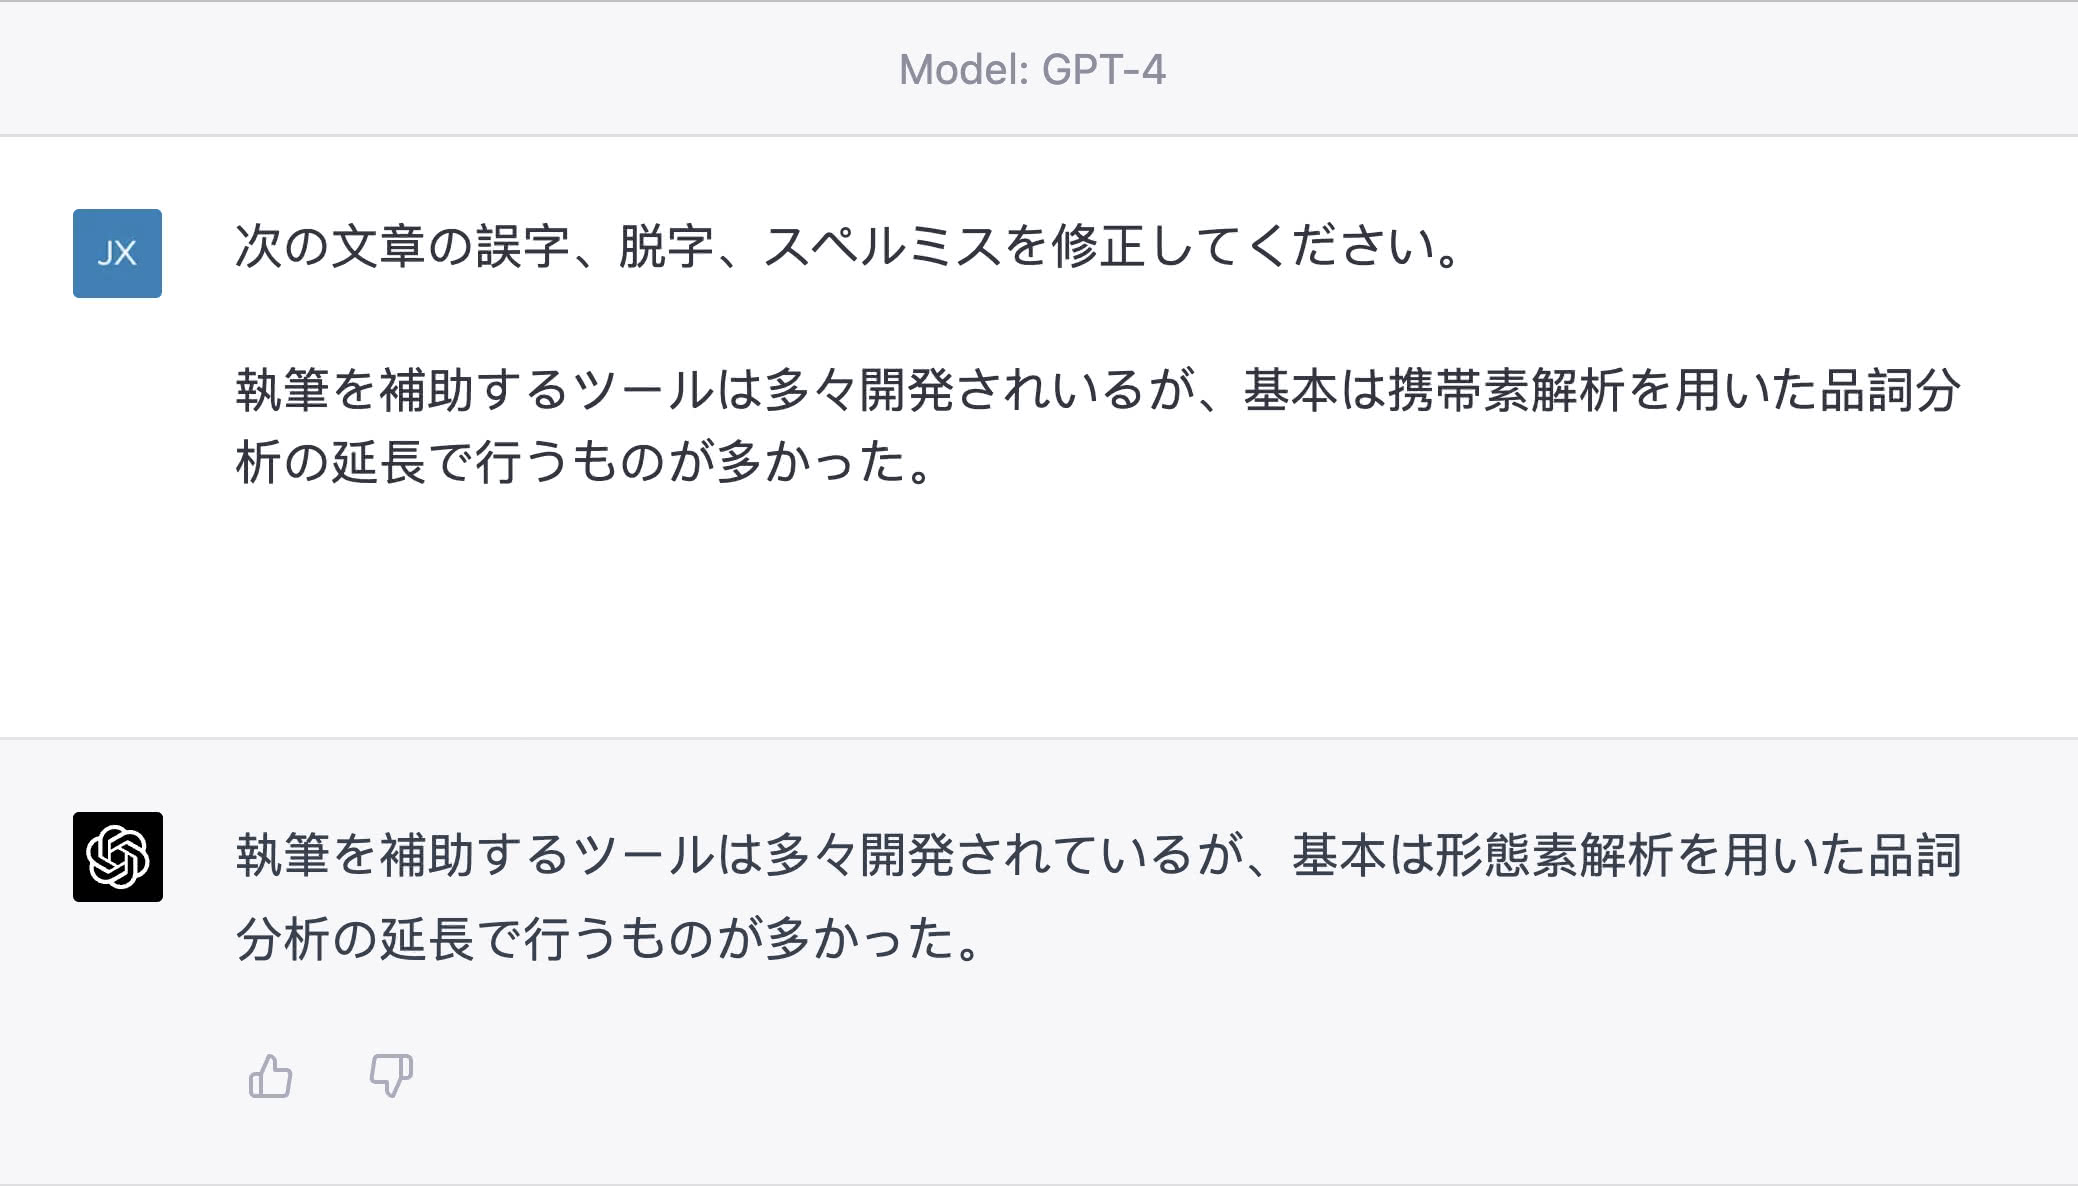 Model: GPT-4
JX
次の文章の誤字、脱字、スペルミスを修正してください。
執筆を補助するツールは多々開発されいるが、基本は携帯素解析を用いた品詞分
析の延長で行うものが多かった。
執筆を補助するツールは多々開発されているが、基本は形態素解析を用いた品詞
分析の延長で行うものが多かった。